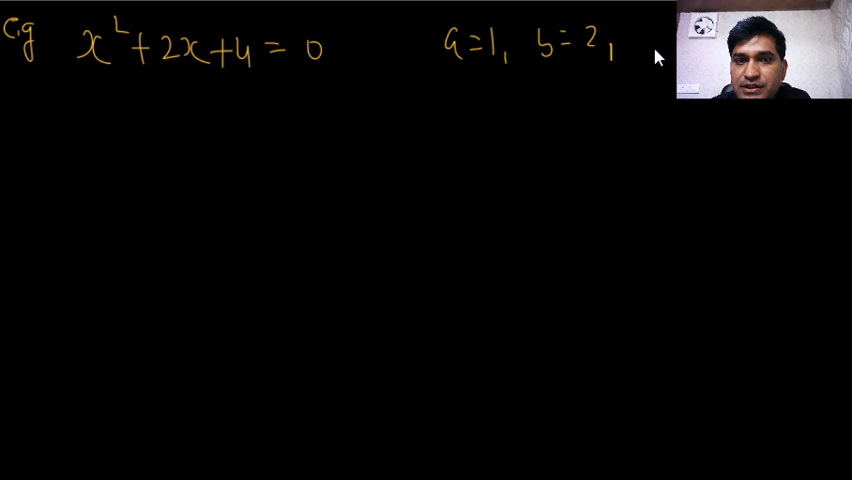 e.g x² + 2x + 4 = 0 a = 1, b = 2,